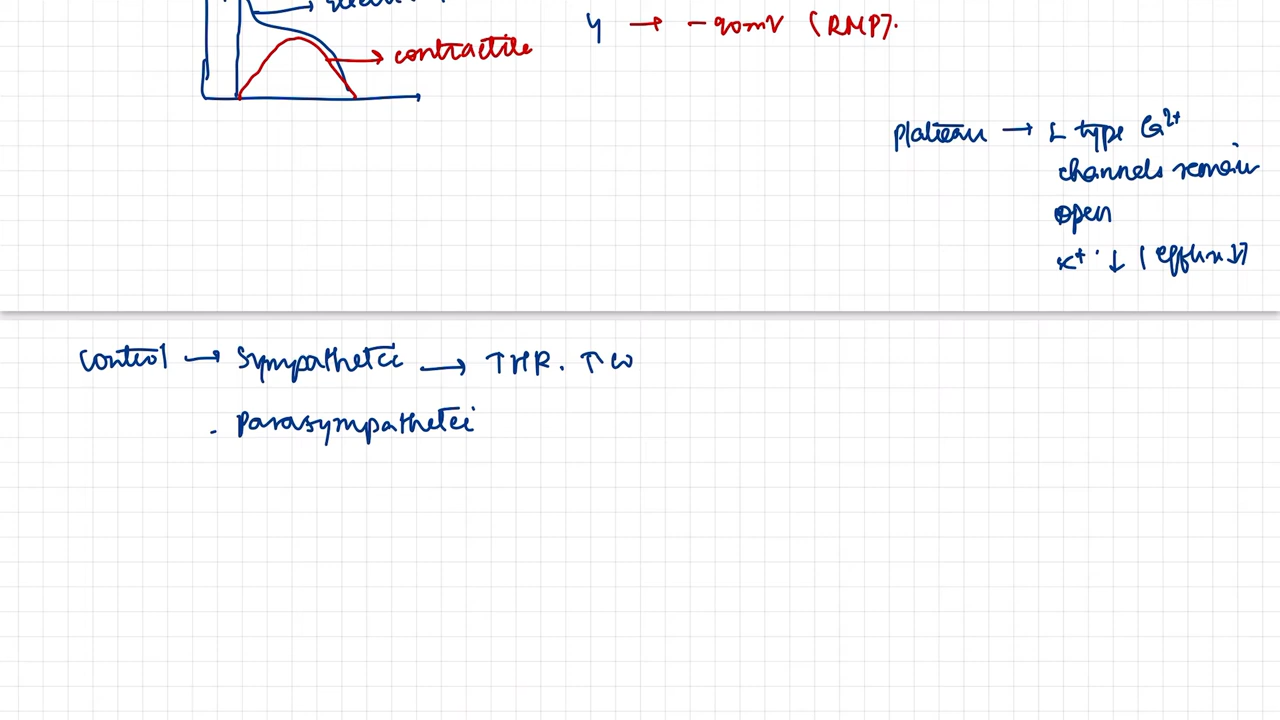 contractile
4 → - 90mV (RMP).
plateau → L type Ca2+
channels remain
open
K+ ↓ (efflux ↓)
Control → Sympathetic → ↑HR. ↑ co
. Parasympathetic